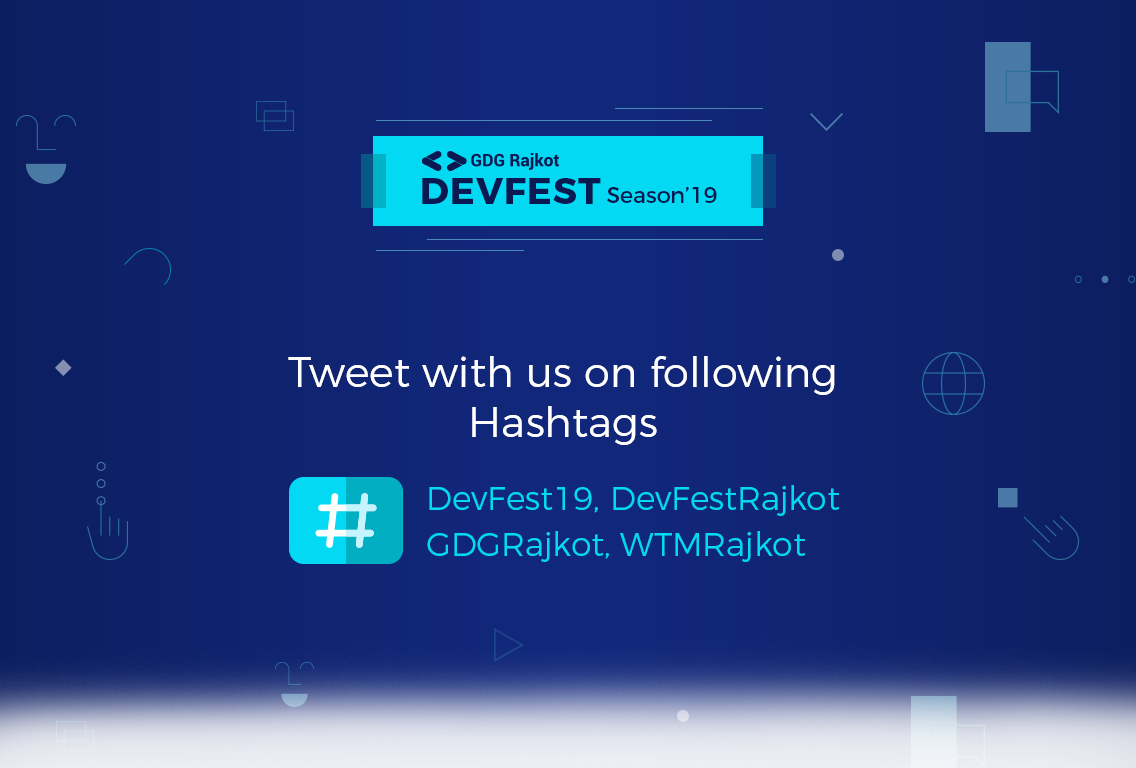 GDG Rajkot
DEVFEST Season'19
Tweet with us on following
Hashtags
# DevFest19, DevFestRajkot
GDGRajkot, WTMRajkot